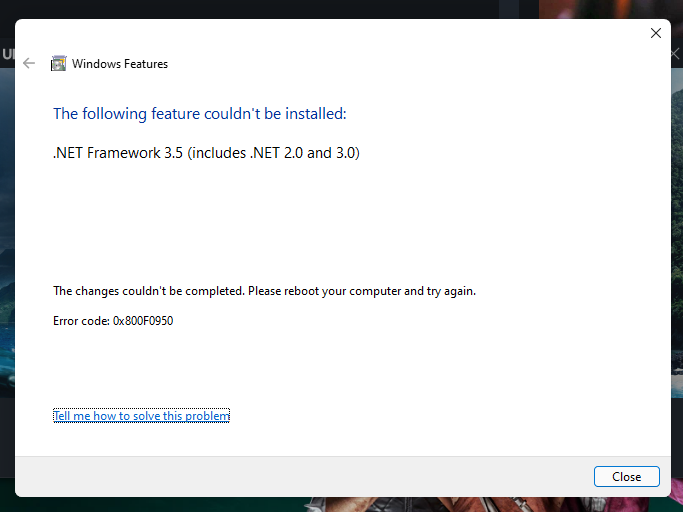 Windows Features
The following feature couldn't be installed:
.NET Framework 3.5 (includes .NET 2.0 and 3.0)
The changes couldn't be completed. Please reboot your computer and try again.
Error code: 0x800F0950
Tell me how to solve this problem
Close